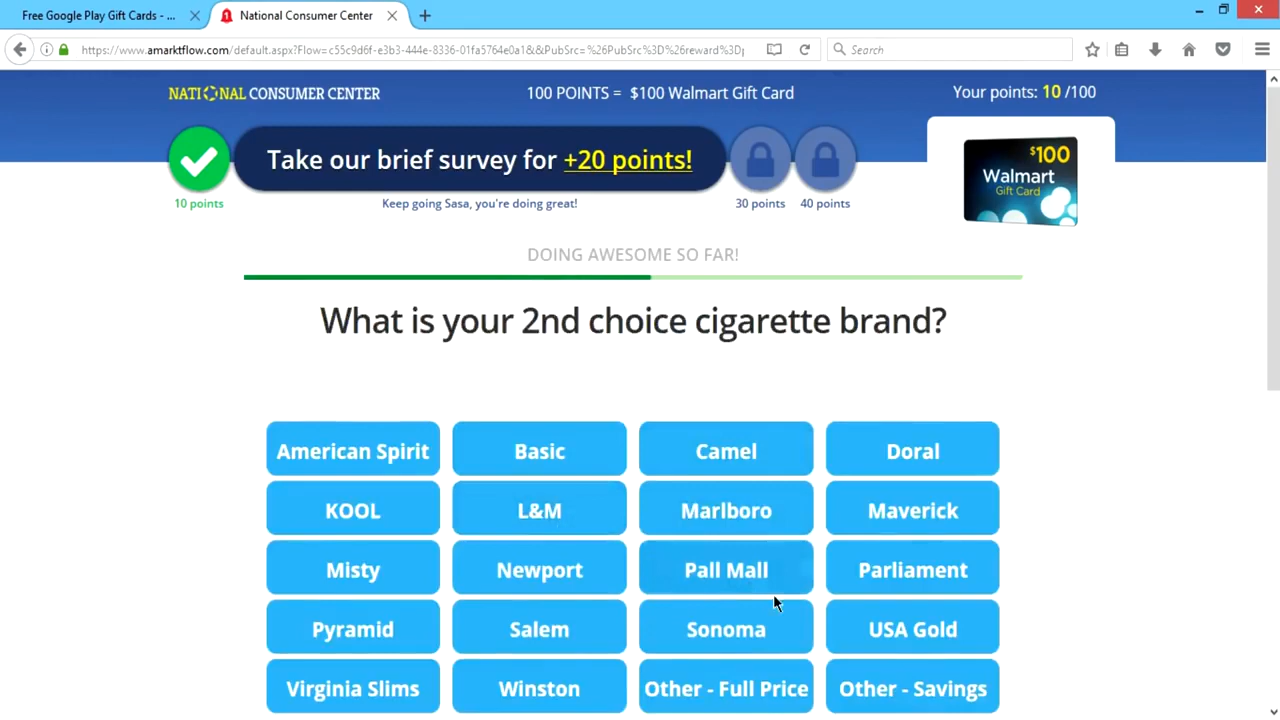 Free Google Play Gift Cards - ...
National Consumer Center
https://www.amarktflow.com/default.aspx?Flow=c55c9d6f-e3b3-444e-8336-01fa5764e0a1&&PubSrc=%26PubSrc%3D%26reward%3D
Search
NATIONAL CONSUMER CENTER
100 POINTS = $100 Walmart Gift Card
Your points: 10 /100
Take our brief survey for +20 points!
$100
Walmart
Gift Card
10 points
Keep going Sasa, you're doing great!
30 points
40 points
DOING AWESOME SO FAR!
What is your 2nd choice cigarette brand?
American Spirit
Basic
Camel
Doral
KOOL
L&M
Marlboro
Maverick
Misty
Newport
Pall Mall
Parliament
Pyramid
Salem
Sonoma
USA Gold
Virginia Slims
Winston
Other - Full Price
Other - Savings